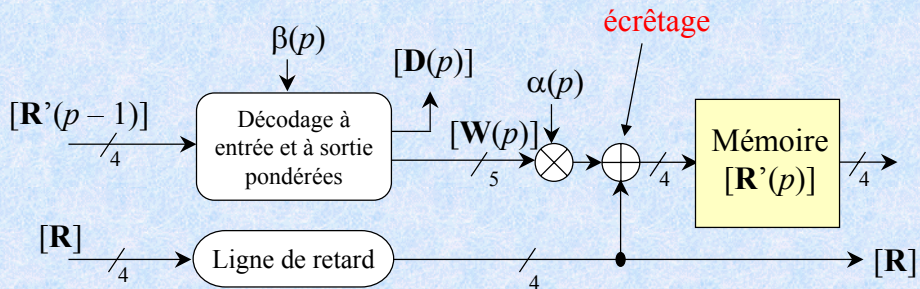 écrêtage
β(p)
[D(p)]
α(p)
[R’(p – 1)]
4
Décodage à
entrée et à sortie
pondérées
[W(p)]
5
4
Mémoire
[R’(p)]
4
[R]
4
Ligne de retard
4
[R]